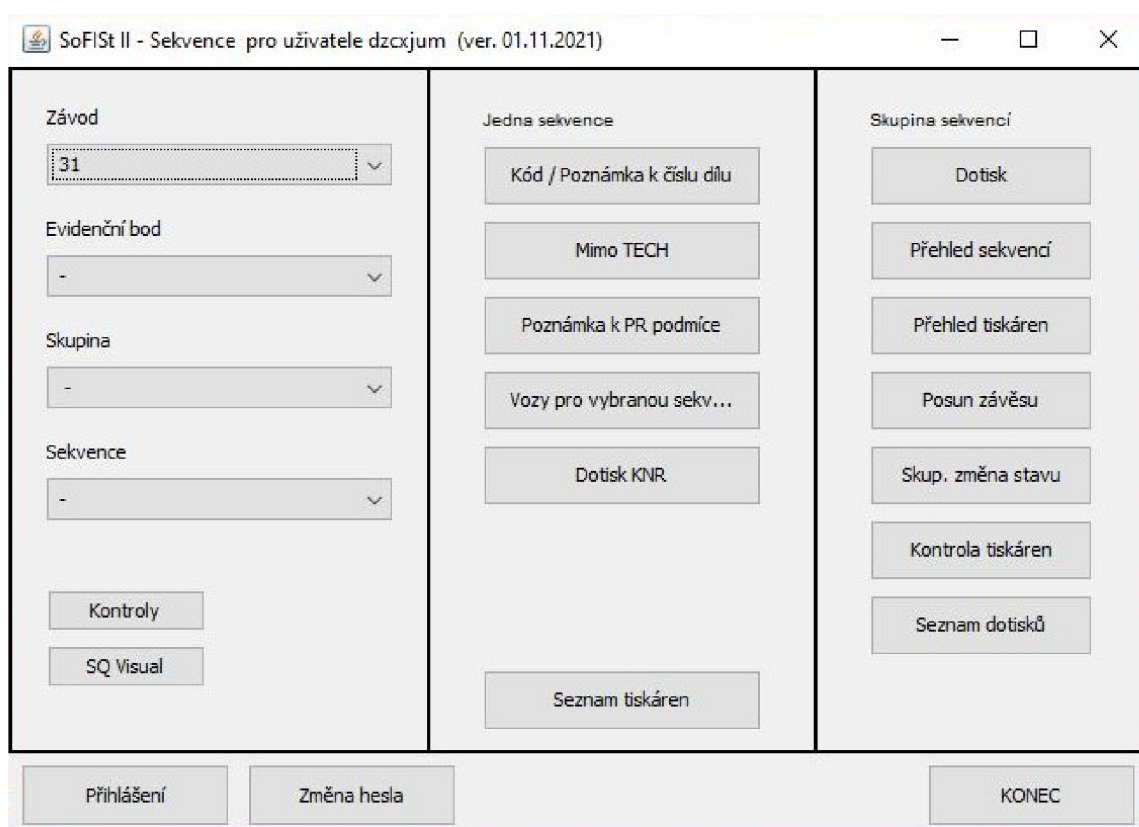 SoFISt II - Sekvence pro uživatele dzcxjum (ver. 01.11.2021)
Závod
31
Evidenční bod
-
Skupina
-
Sekvence
-
Kontroly
SQ Visual
Jedna sekvence
Kód / Poznámka k číslu dílu
Mimo TECH
Poznámka k PR podmíce
Vozy pro vybranou sekv...
Dotisk KNR
Seznam tiskáren
Skupina sekvencí
Dotisk
Přehled sekvencí
Přehled tiskáren
Posun závěsu
Skup. změna stavu
Kontrola tiskáren
Seznam dotisků
Přihlášení
Změna hesla
KONEC